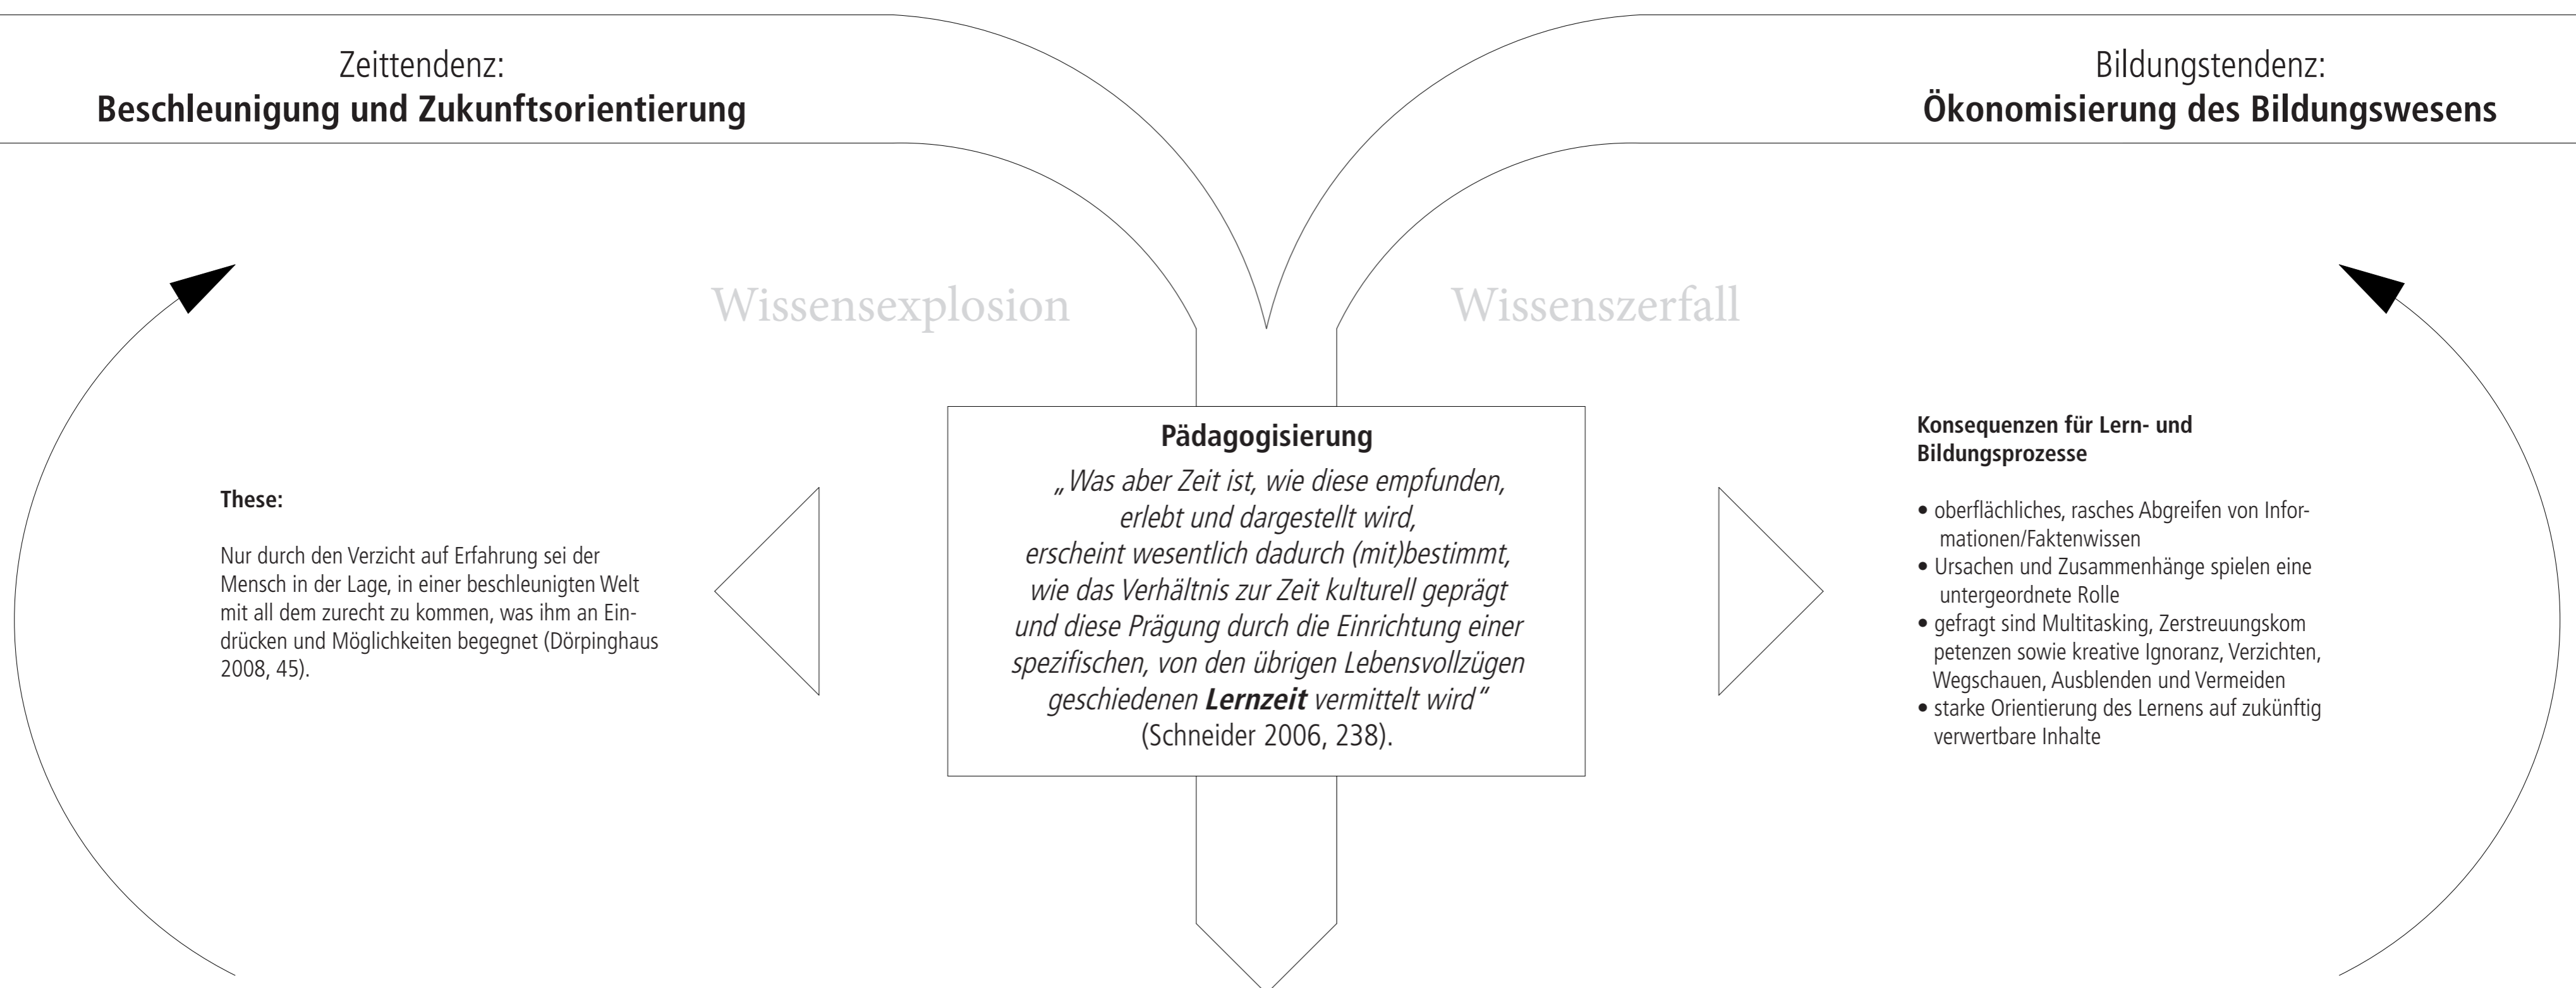 Zeittendenz:
Beschleunigung und Zukunftsorientierung
Bildungstendenz:
Ökonomisierung des Bildungswesens
Wissensexplosion
Wissenszerfall
These:
Nur durch den Verzicht auf Erfahrung sei der
Mensch in der Lage, in einer beschleunigten Welt
mit all dem zurecht zu kommen, was ihm an Ein-
drücken und Möglichkeiten begegnet (Dörpinghaus
2008, 45).
Pädagogisierung
„Was aber Zeit ist, wie diese empfunden,
erlebt und dargestellt wird,
erscheint wesentlich dadurch (mit)bestimmt,
wie das Verhältnis zur Zeit kulturell geprägt
und diese Prägung durch die Einrichtung einer
spezifischen, von den übrigen Lebensvollzügen
geschiedenen Lernzeit vermittelt wird“
(Schneider 2006, 238).
Konsequenzen für Lern- und
Bildungsprozesse
• oberflächliches, rasches Abgreifen von Infor-
mationen/Faktenwissen
• Ursachen und Zusammenhänge spielen eine
untergeordnete Rolle
• gefragt sind Multitasking, Zerstreuungskom
petenzen sowie kreative Ignoranz, Verzichten,
Wegschauen, Ausblenden und Vermeiden
• starke Orientierung des Lernens auf zukünftig
verwertbare Inhalte